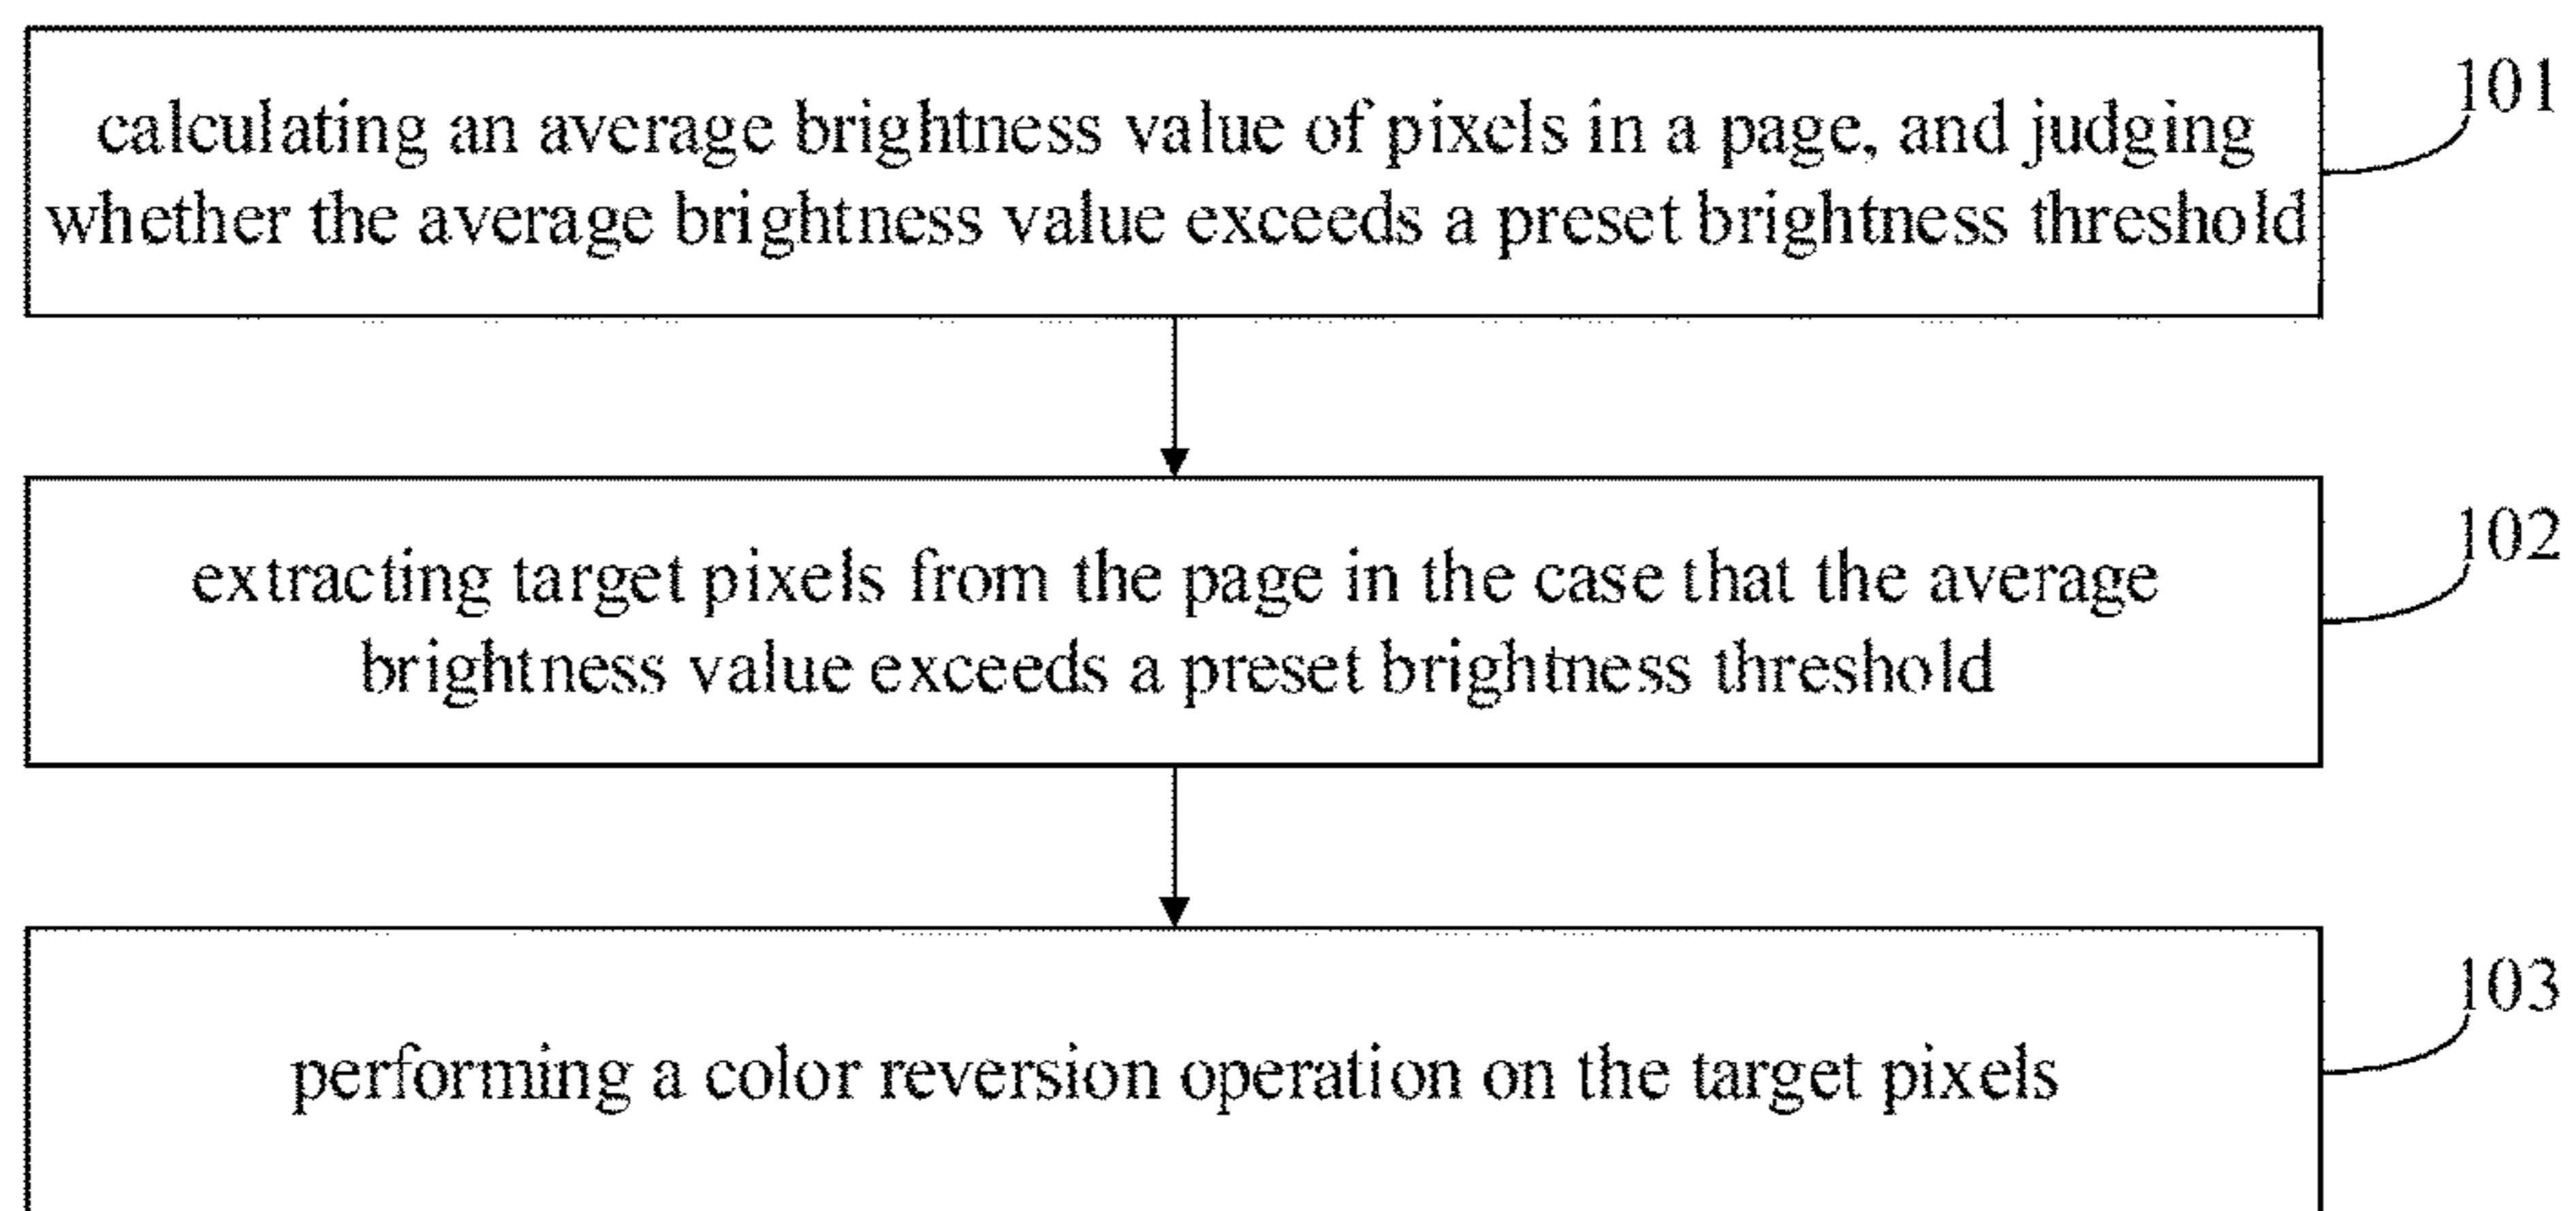 calculating an average brightness value of pixels in a page, and judging
whether the average brightness value exceeds a preset brightness threshold
101
extracting target pixels from the page in the case that the average
brightness value exceeds a preset brightness threshold
102
performing a color reversion operation on the target pixels
103